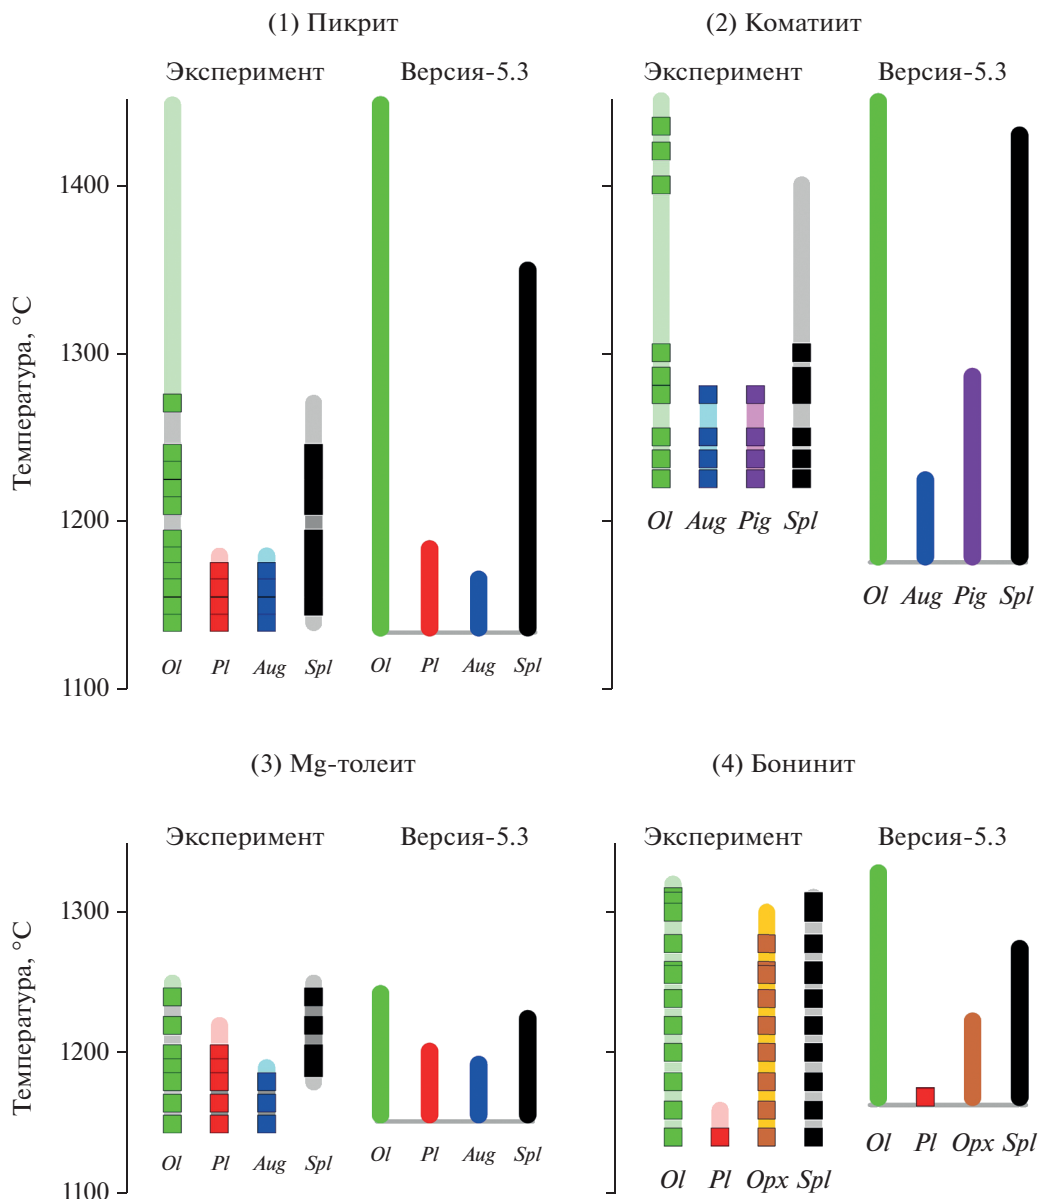 (1) Пикрит
(2) Коматиит
Эксперимент
Версия-5.3
Эксперимент
Версия-5.3
Температура, °C
1400
1300
1200
1100
Ol Pl Aug Spl
Ol Pl Aug Spl
Ol Aug Pig Spl
Ol Aug Pig Spl
(3) Mg-толеит
(4) Бонинит
Эксперимент
Версия-5.3
Эксперимент
Версия-5.3
Температура, °C
1300
1200
1100
Ol Pl Aug Spl
Ol Pl Aug Spl
Ol Pl Opx Spl
Ol Pl Opx Spl